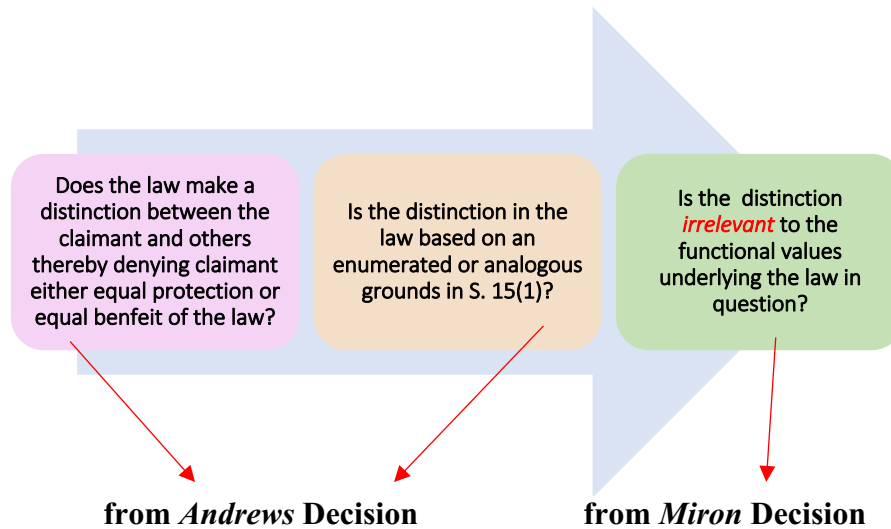 Does the law make a
distinction between the
claimant and others
thereby denying claimant
either equal protection or
equal benfeit of the law?
Is the distinction in the
law based on an
enumerated or analogous
grounds in S. 15(1)?
Is the distinction
irrelevant to the
functional values
underlying the law in
question?
from Andrews Decision
from Miron Decision